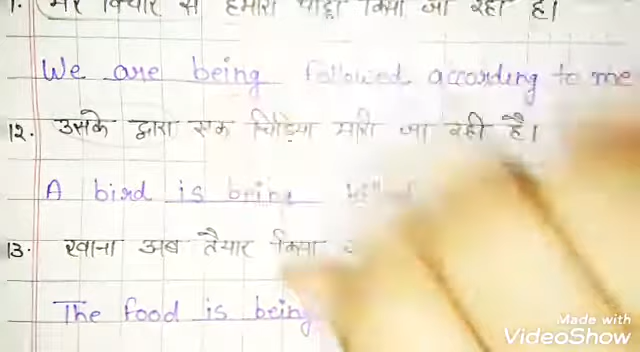 मेरे विचार से हमारा पीछा किया जा रहा है।
We are being followed according to me
12. उसके द्वारा एक चिड़िया मारी जा रही है।
A bird is being
13. खाना अब तैयार किया
The food is being
Made with
VideoShow